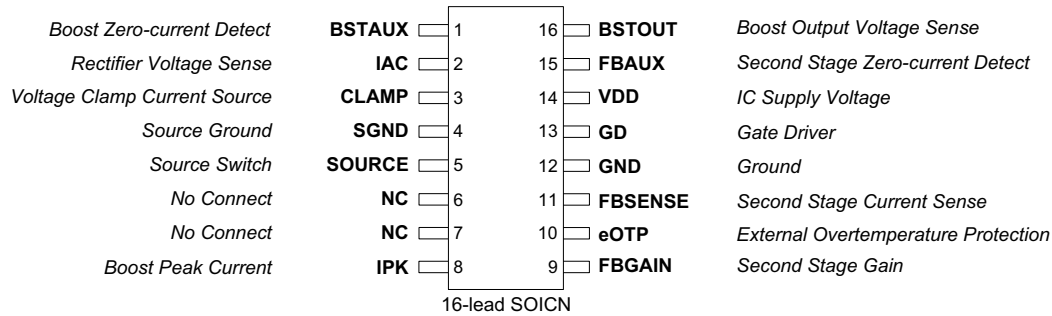 Boost Zero-current Detect BSTAUX 1 16 BSTOUT Boost Output Voltage Sense
Rectifier Voltage Sense IAC 2 15 FBAUX Second Stage Zero-current Detect
Voltage Clamp Current Source CLAMP 3 14 VDD IC Supply Voltage
Source Ground SGND 4 13 GD Gate Driver
Source Switch SOURCE 5 12 GND Ground
No Connect NC 6 11 FBSENSE Second Stage Current Sense
No Connect NC 7 10 eOTP External Overtemperature Protection
Boost Peak Current IPK 8 9 FBGAIN Second Stage Gain
16-lead SOICN